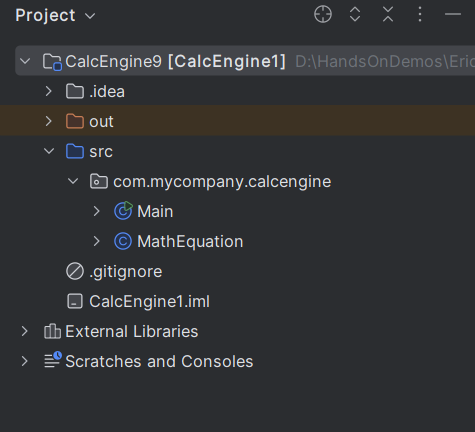 Project
CalcEngine9 [CalcEngine1] D:\HandsOnDemos\Eric
.idea
out
src
com.mycompany.calcengine
Main
MathEquation
.gitignore
CalcEngine1.iml
External Libraries
Scratches and Consoles